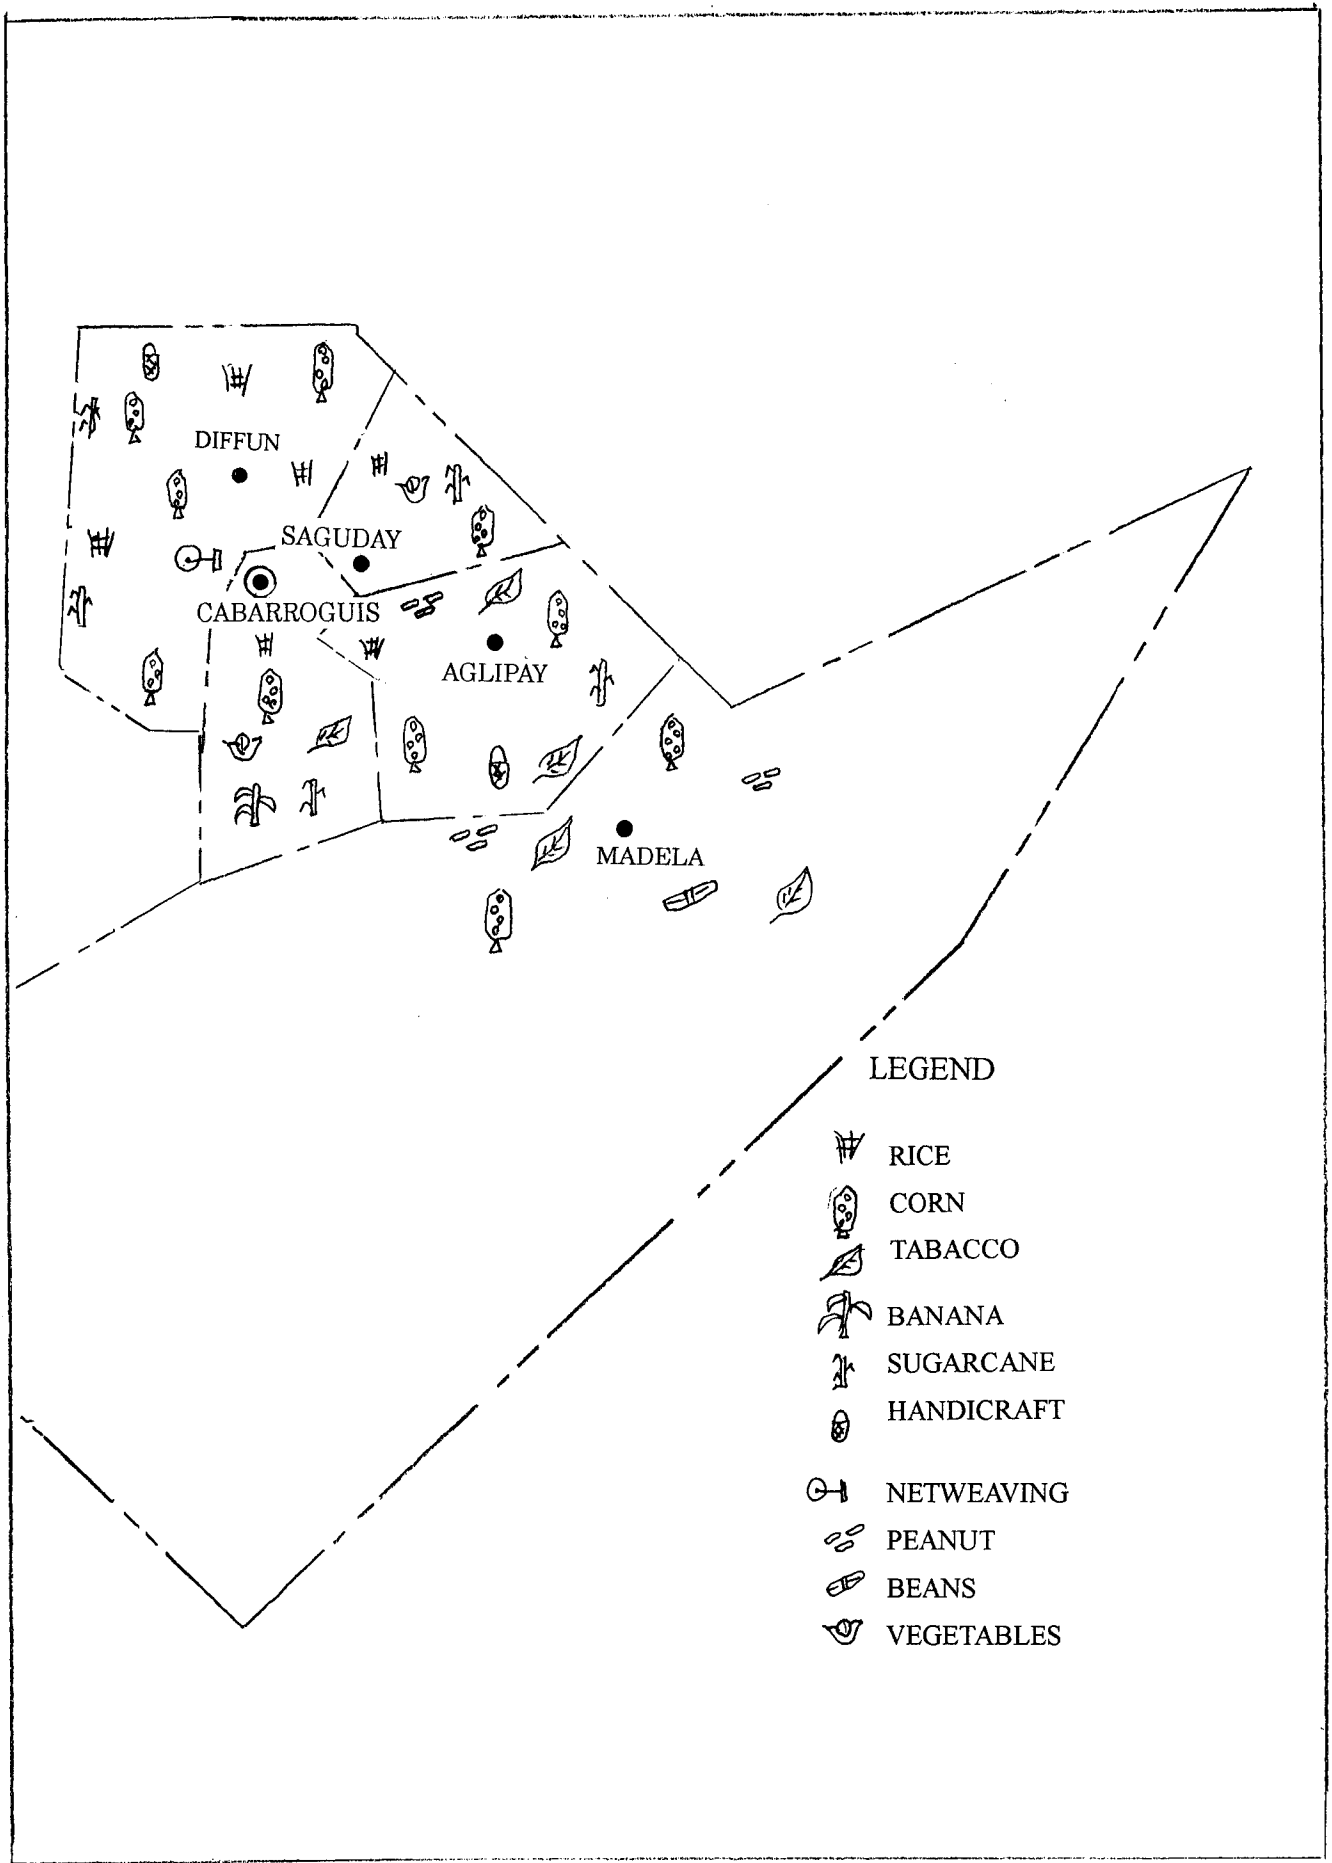 DIFFUN
SAGUDAY
CABARROGUIS
AGLIPAY
MADELA
LEGEND
RICE
CORN
TABACCO
BANANA
SUGARCANE
HANDICRAFT
NETWEAVING
PEANUT
BEANS
VEGETABLES